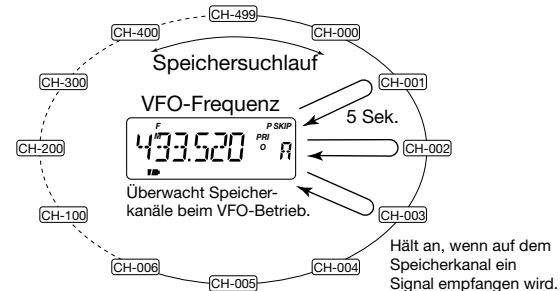 CH-499
CH-400
CH-000
Speichersuchlauf
CH-300
CH-001
VFO-Frequenz
5 Sek.
F
P SKIP
M
433.520
PRI
O
A
CH-200
CH-002
Überwacht Speicher-
kanäle beim VFO-Betrieb.
CH-100
CH-003
Hält an, wenn auf dem
Speicherkanal ein
Signal empfangen wird.
CH-006
CH-004
CH-005